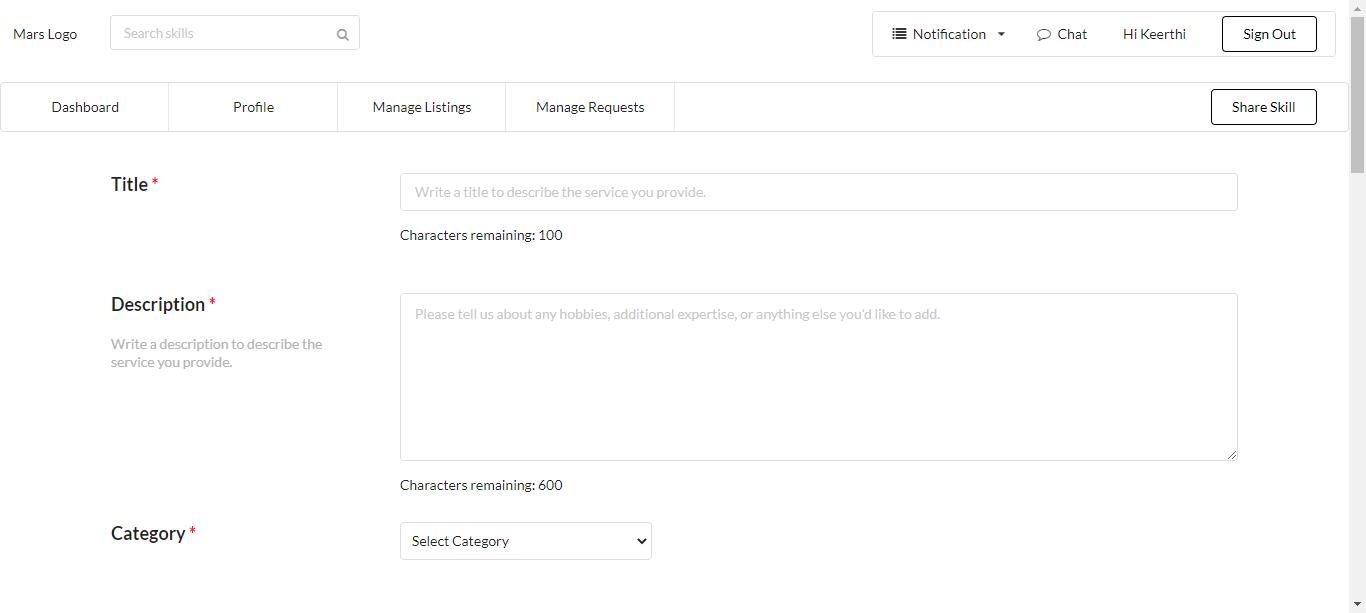 Mars Logo
Search skills
Notification
Chat
Hi Keerthi
Sign Out
Dashboard
Profile
Manage Listings
Manage Requests
Share Skill
Title *
Write a title to describe the service you provide.
Characters remaining: 100
Description *
Write a description to describe the
service you provide.
Please tell us about any hobbies, additional expertise, or anything else you'd like to add.
Characters remaining: 600
Category *
Select Category